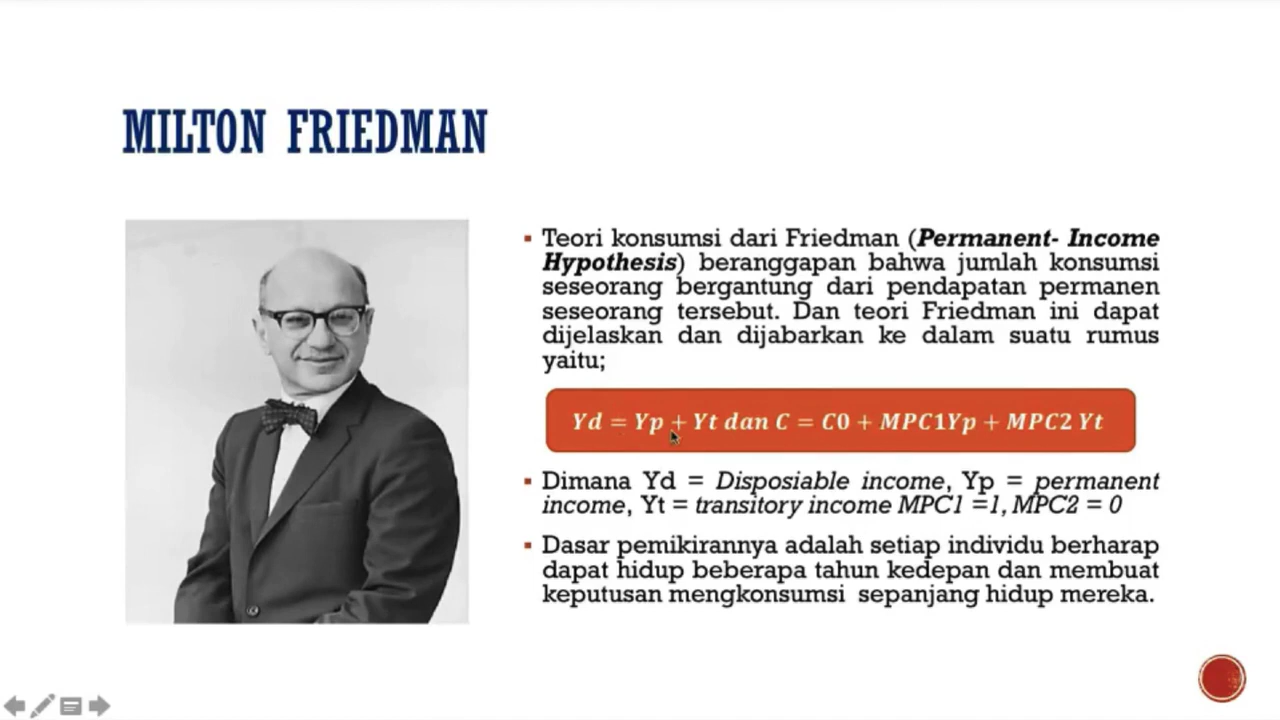 MILTON FRIEDMAN
▪ Teori konsumsi dari Friedman (Permanent- Income
Hypothesis) beranggapan bahwa jumlah konsumsi
seseorang bergantung dari pendapatan permanen
seseorang tersebut. Dan teori Friedman ini dapat
dijelaskan dan dijabarkan ke dalam suatu rumus
yaitu;
Yd = Yp + Yt dan C = C0 + MPC1Yp + MPC2 Yt
▪ Dimana Yd = Disposiable income, Yp = permanent
income, Yt = transitory income MPC1 =1, MPC2 = 0
▪ Dasar pemikirannya adalah setiap individu berharap
dapat hidup beberapa tahun kedepan dan membuat
keputusan mengkonsumsi sepanjang hidup mereka.